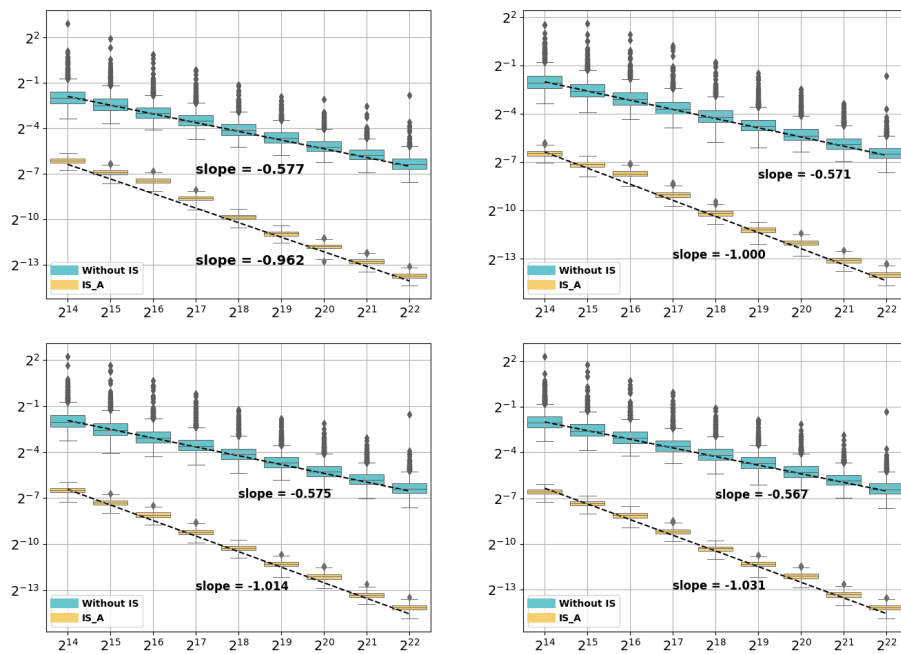 2^2
2^-1
2^-4
2^-7
2^-10
2^-13
slope = -0.577
slope = -0.962
Without IS
IS_A
2^14 2^15 2^16 2^17 2^18 2^19 2^20 2^21 2^22
2^2
2^-1
2^-4
2^-7
2^-10
2^-13
slope = -0.571
slope = -1.000
Without IS
IS_A
2^14 2^15 2^16 2^17 2^18 2^19 2^20 2^21 2^22
2^2
2^-1
2^-4
2^-7
2^-10
2^-13
slope = -0.575
slope = -1.014
Without IS
IS_A
2^14 2^15 2^16 2^17 2^18 2^19 2^20 2^21 2^22
2^2
2^-1
2^-4
2^-7
2^-10
2^-13
slope = -0.567
slope = -1.031
Without IS
IS_A
2^14 2^15 2^16 2^17 2^18 2^19 2^20 2^21 2^22